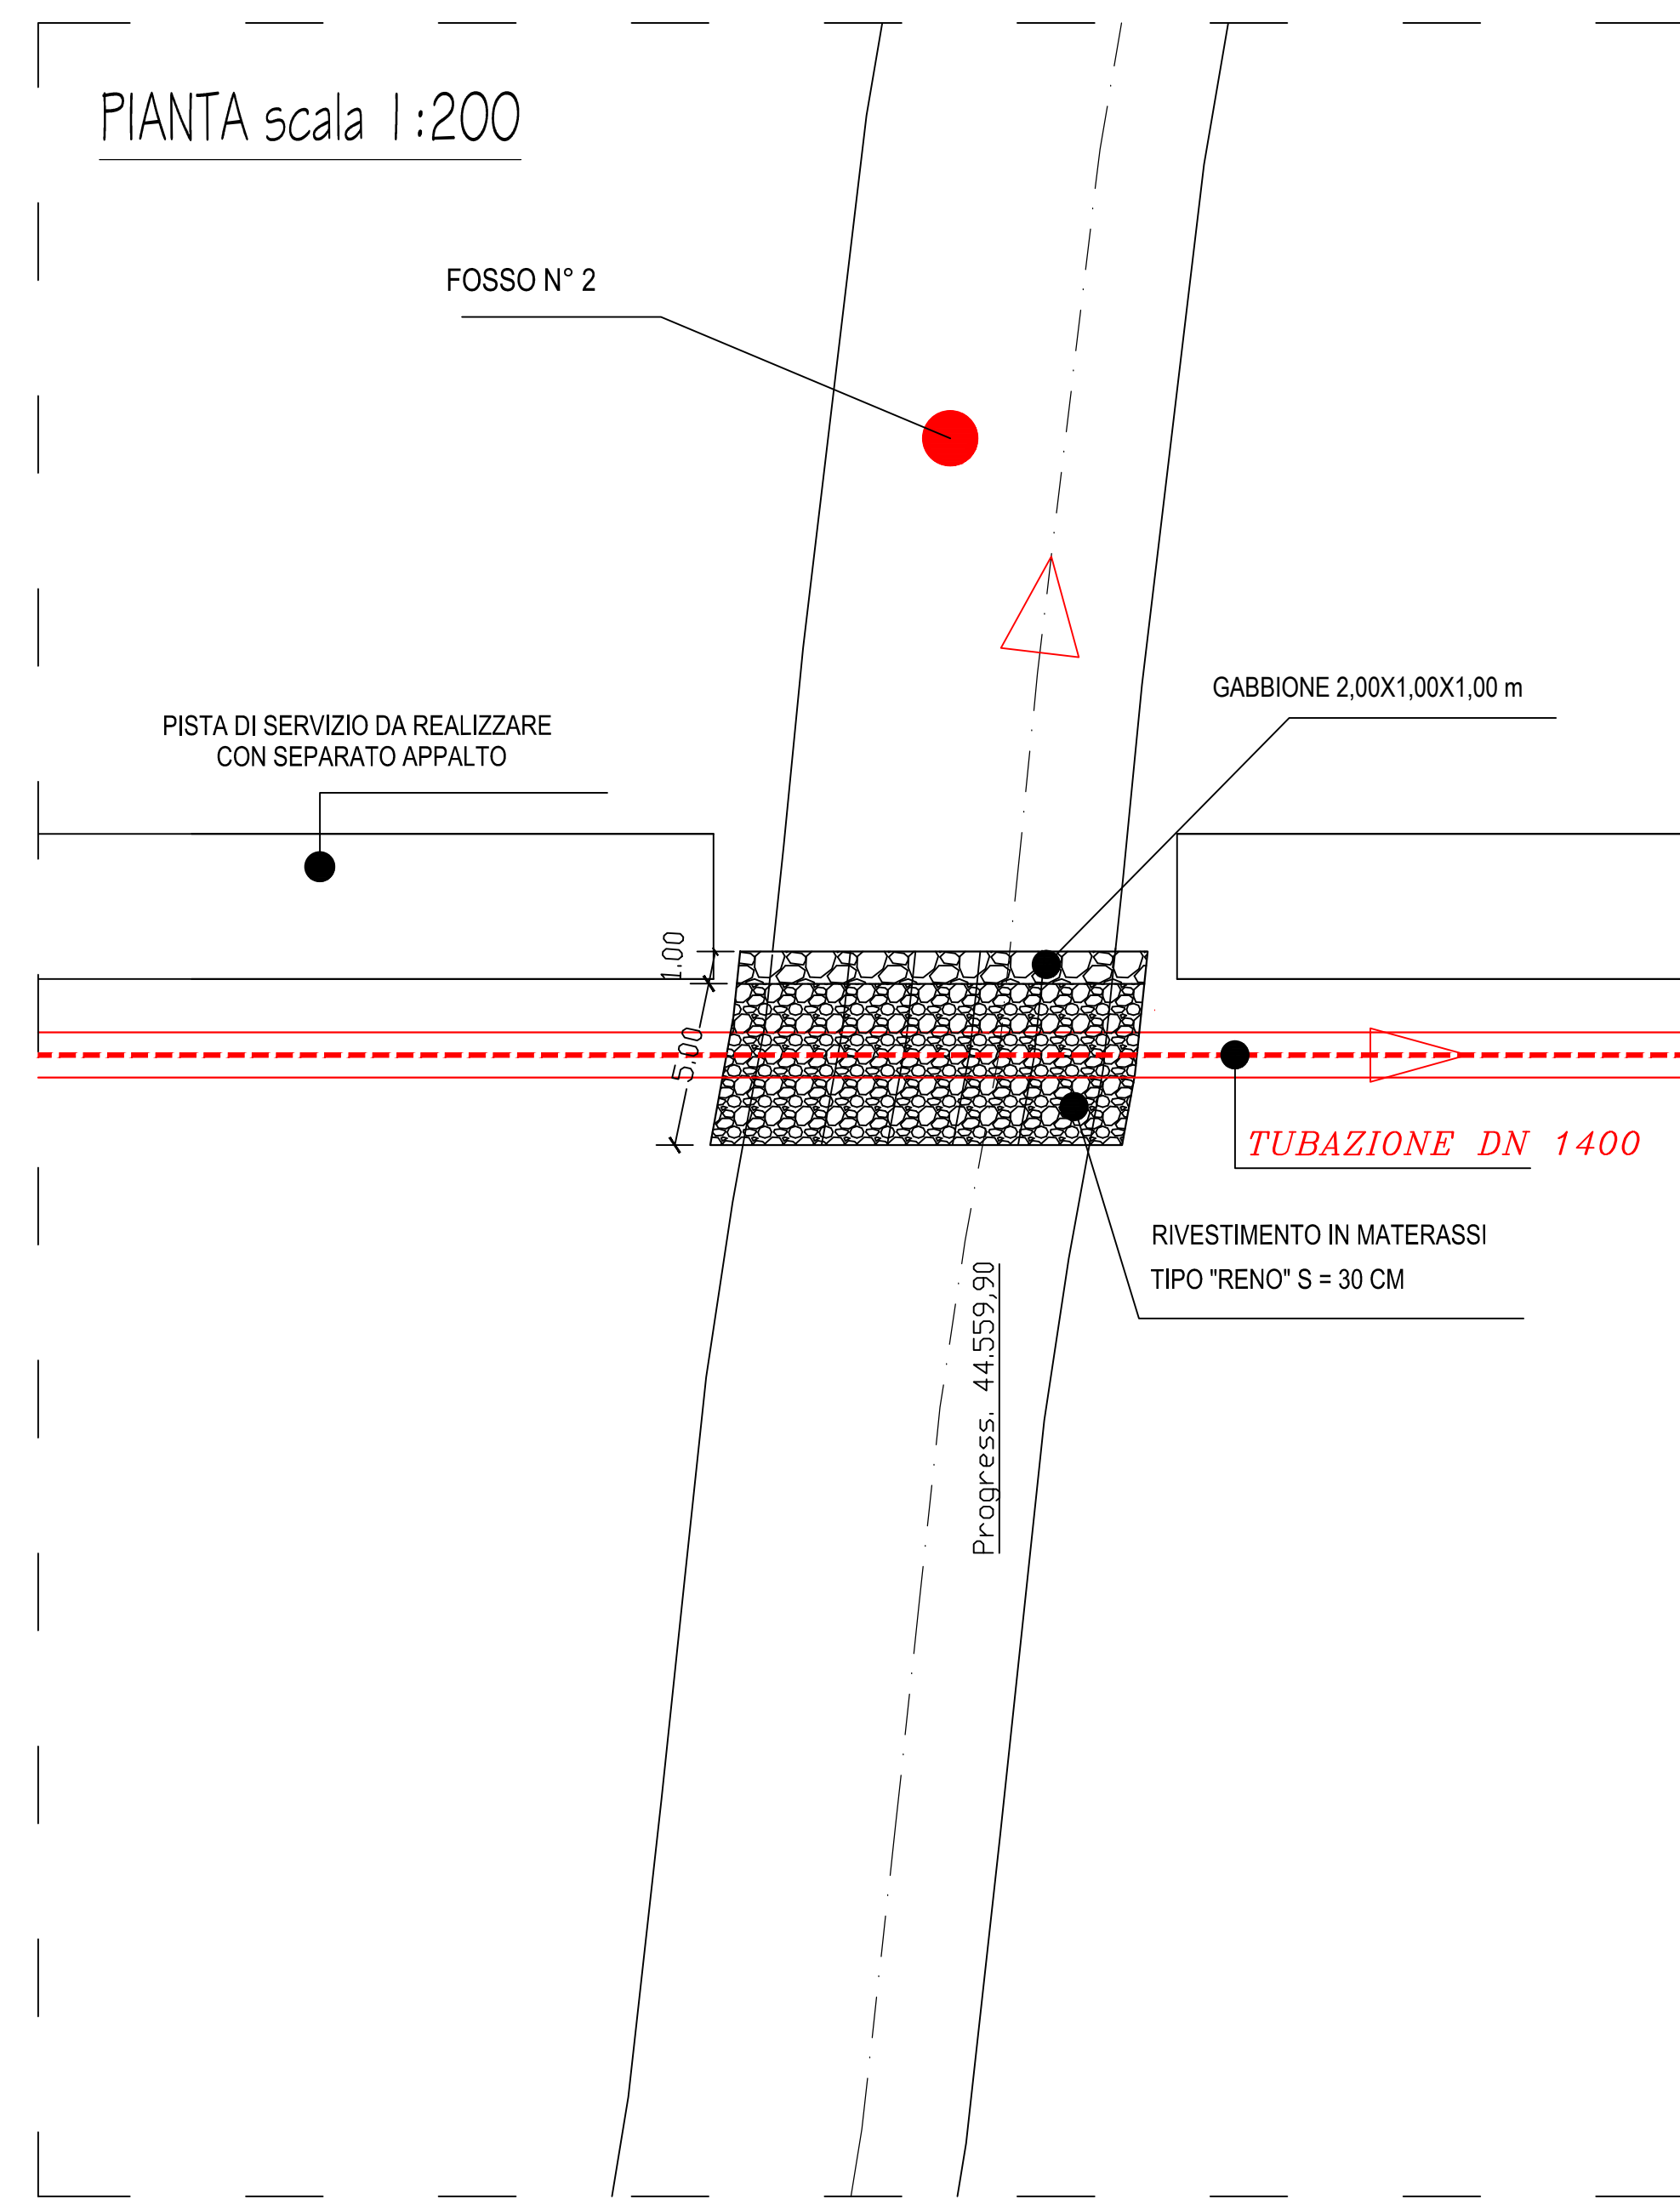 PIANTA scala 1:200
FOSSO N° 2
GABBIONE 2,00X1,00X1,00 m
PISTA DI SERVIZIO DA REALIZZARE
CON SEPARATO APPALTO
1.00
5,00
TUBAZIONE DN 1400
RIVESTIMENTO IN MATERASSI
TIPO "RENO" S = 30 CM
Progress. 44.559,90